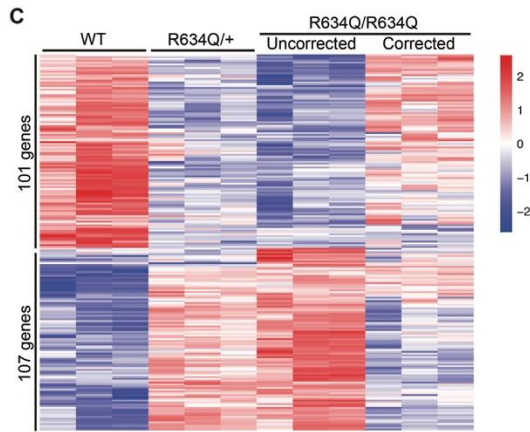 C
R634Q/R634Q
WT R634Q/+ Uncorrected Corrected
101 genes
107 genes
2
1
0
-1
-2